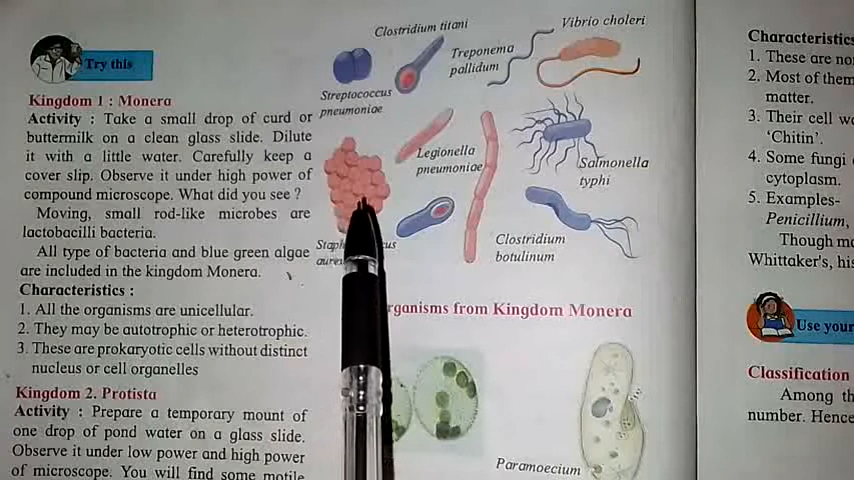 Try this
Kingdom 1 : Monera
Activity : Take a small drop of curd or
buttermilk on a clean glass slide. Dilute
it with a little water. Carefully keep a
cover slip. Observe it under high power of
compound microscope. What did you see ?
Moving, small rod-like microbes are
lactobacilli bacteria.
All type of bacteria and blue green algae
are included in the kingdom Monera.
Characteristics :
1. All the organisms are unicellular.
2. They may be autotrophic or heterotrophic.
3. These are prokaryotic cells without distinct
nucleus or cell organelles
Kingdom 2. Protista
Activity : Prepare a temporary mount of
one drop of pond water on a glass slide.
Observe it under low power and high power
of microscope. You will find some motile
Clostridium titani
Vibrio choleri
Treponema
pallidum
Streptococcus
pneumoniae
Legionella
pneumoniae
Salmonella
typhi
Clostridium
botulinum
organisms from Kingdom Monera
Paramoecium
Characteristics
1. These are
2. Most of them
matter.
3. Their cell
'Chitin'.
4. Some fungi
cytoplasm.
5. Examples-
Penicillium,
Though
Whittaker's,
Use your
Classification
Among
number. Hence